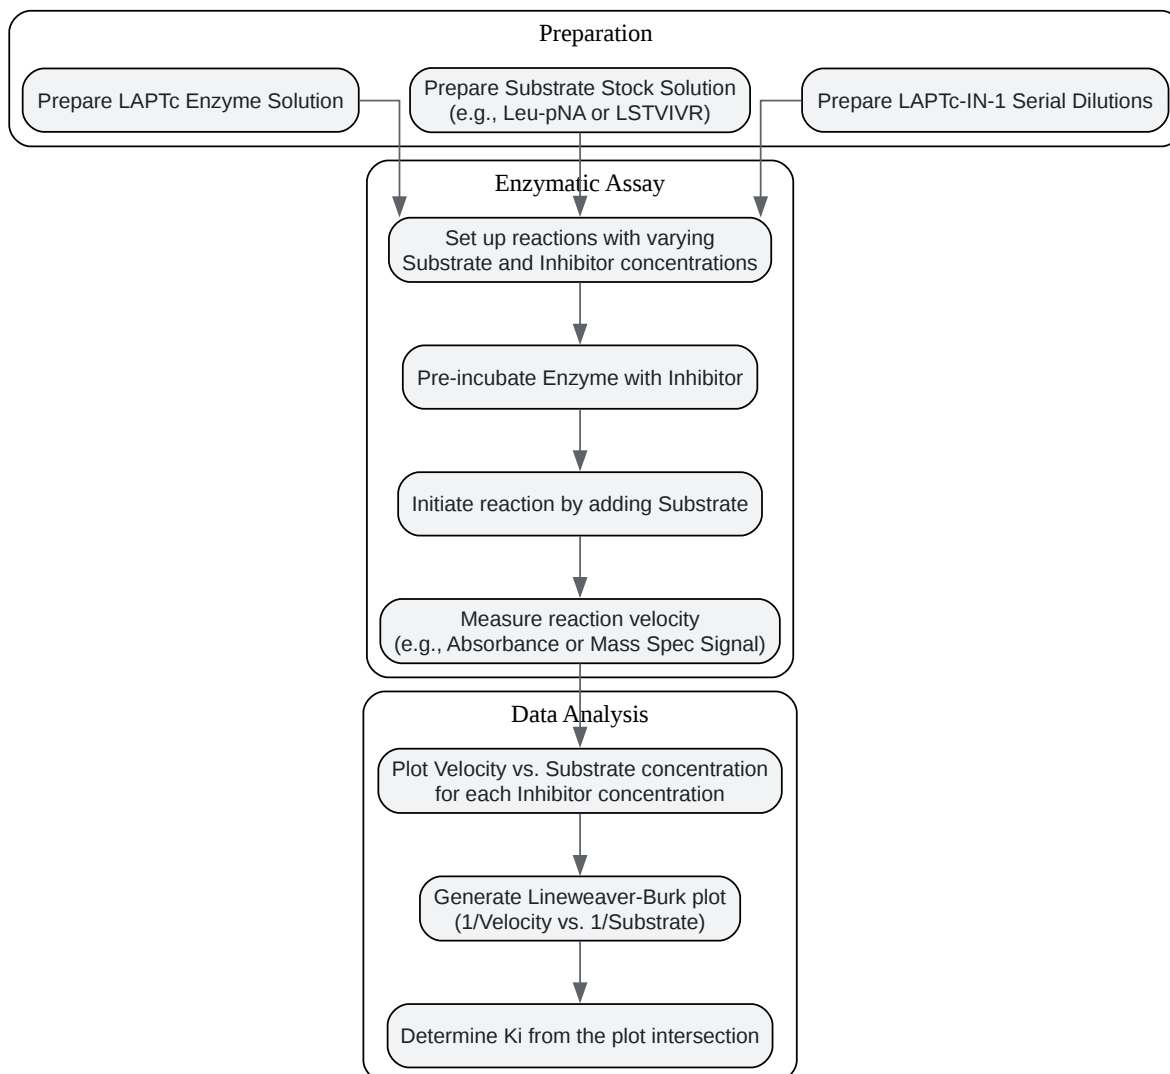 Preparation
Prepare LAPTc Enzyme Solution
Prepare Substrate Stock Solution
(e.g., Leu-pNA or LSTVIVR)
Prepare LAPTc-IN-1 Serial Dilutions
Enzymatic Assay
Set up reactions with varying
Substrate and Inhibitor concentrations
Pre-incubate Enzyme with Inhibitor
Initiate reaction by adding Substrate
Measure reaction velocity
(e.g., Absorbance or Mass Spec Signal)
Data Analysis
Plot Velocity vs. Substrate concentration
for each Inhibitor concentration
Generate Lineweaver-Burk plot
(1/Velocity vs. 1/Substrate)
Determine Ki from the plot intersection